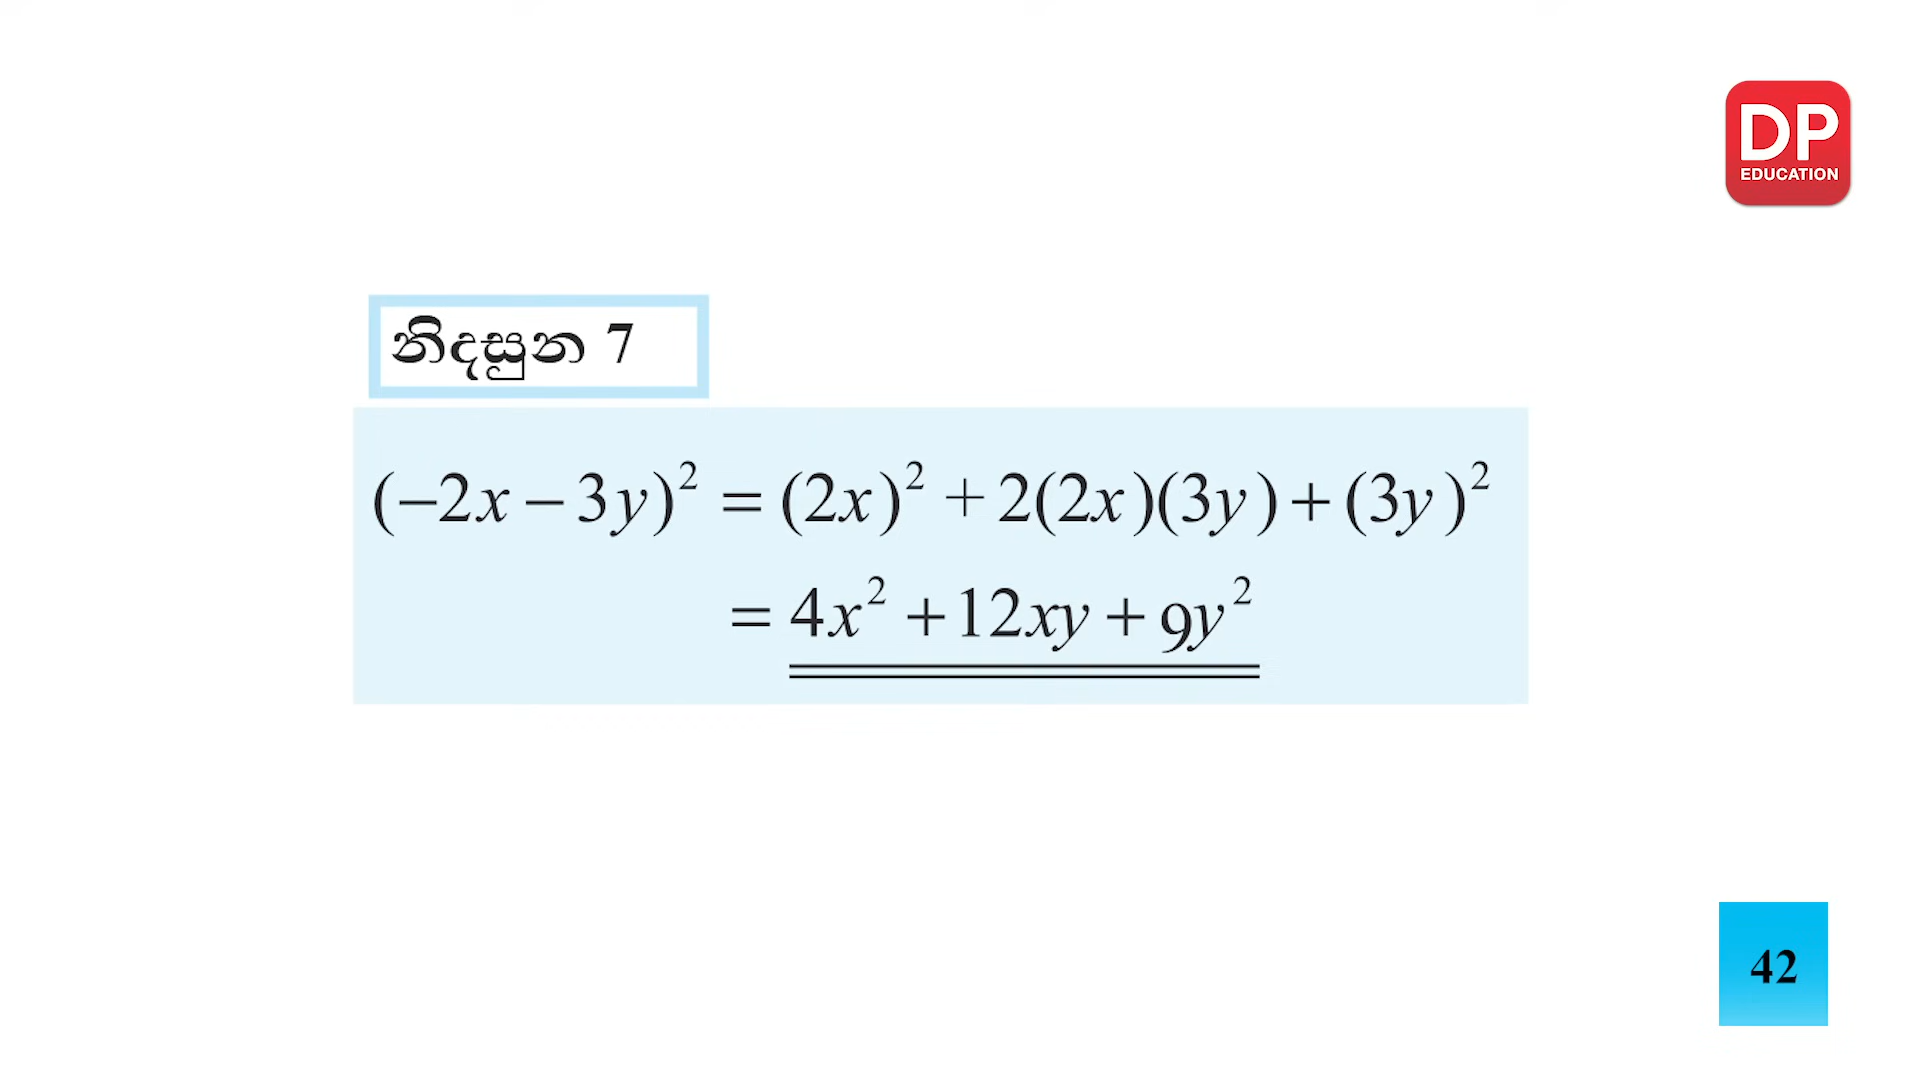 DP
EDUCATION
නිදසුන 7
(−2x − 3y)² = (2x)² + 2(2x)(3y) + (3y)²
= 4x² + 12xy + 9y²
42